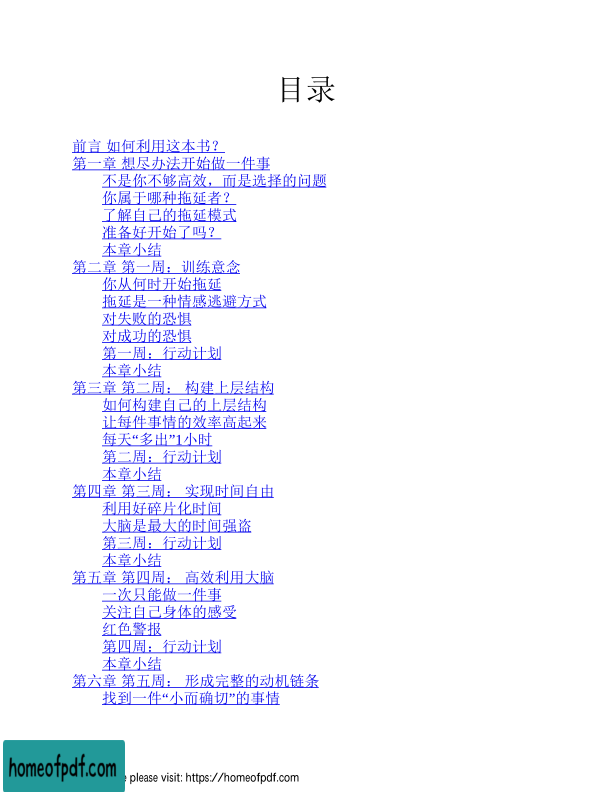 目录
前言 如何利用这本书？
第一章 想尽办法开始做一件事
不是你不够高效，而是选择的问题
你属于哪种拖延者？
了解自己的拖延模式
准备好开始了吗？
本章小结
第二章 第一周：训练意念
你从何时开始拖延
拖延是一种情感逃避方式
对失败的恐惧
对成功的恐惧
第一周：行动计划
本章小结
第三章 第二周： 构建上层结构
如何构建自己的上层结构
让每件事情的效率高起来
每天“多出”1小时
第二周：行动计划
本章小结
第四章 第三周： 实现时间自由
利用好碎片化时间
大脑是最大的时间强盗
第三周：行动计划
本章小结
第五章 第四周： 高效利用大脑
一次只能做一件事
关注自己身体的感受
红色警报
第四周：行动计划
本章小结
第六章 第五周： 形成完整的动机链条
找到一件“小而确切”的事情
homeofpdf.com
e please visit: https://homeofpdf.com